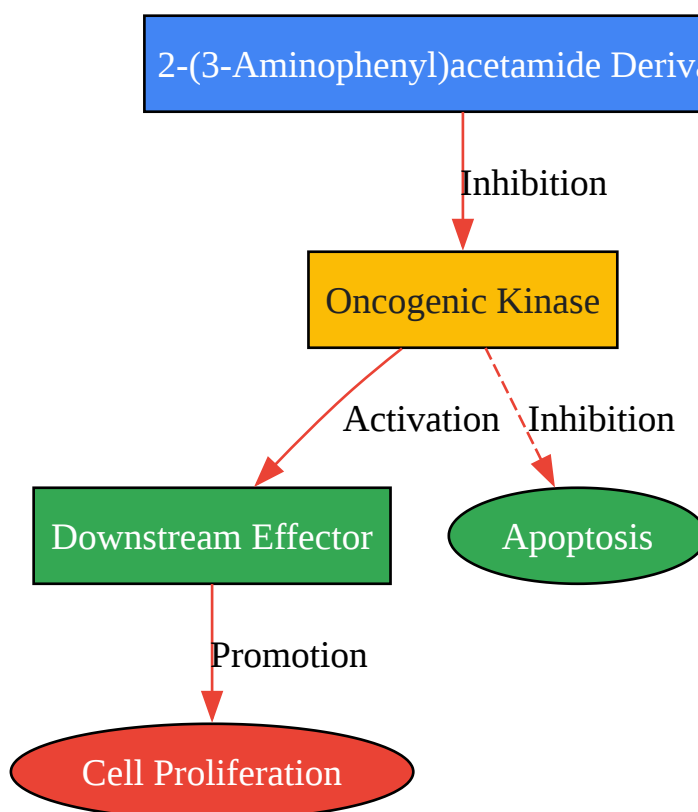 2-(3-Aminophenyl)acetamide Deriva
Inhibition
Oncogenic Kinase
Activation
Inhibition
Downstream Effector
Apoptosis
Promotion
Cell Proliferation